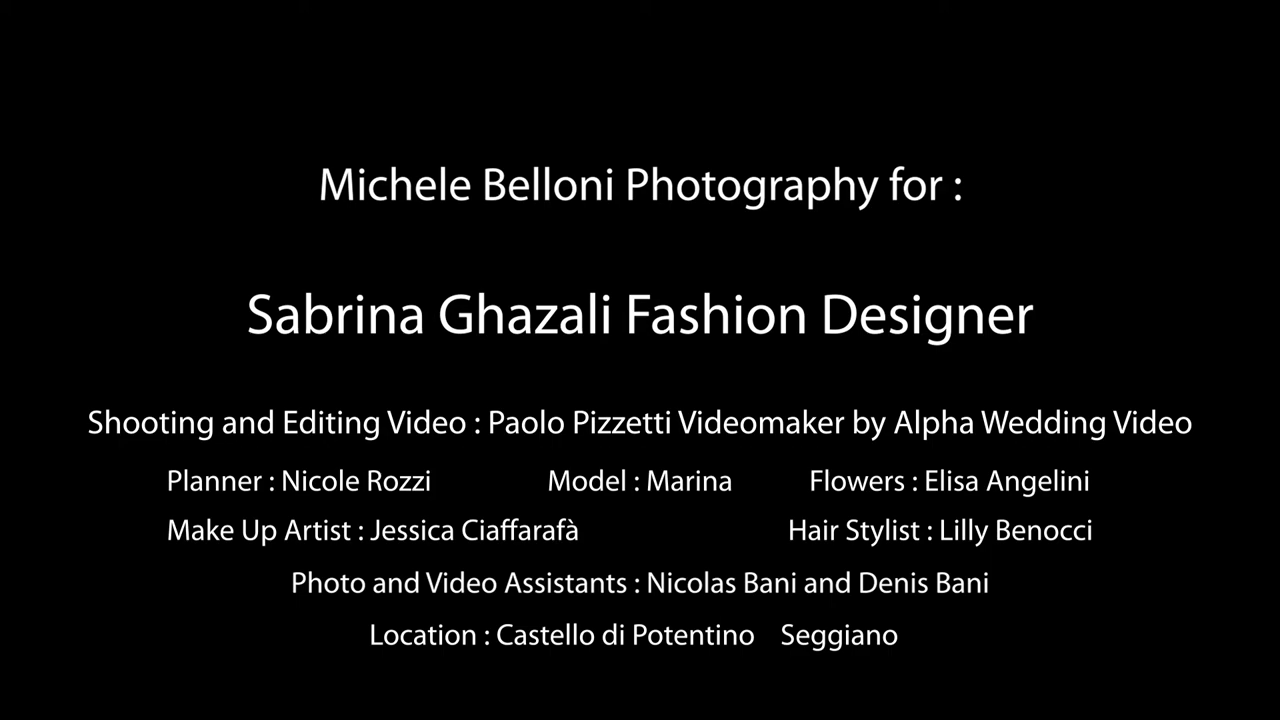 Michele Belloni Photography for :
Sabrina Ghazali Fashion Designer
Shooting and Editing Video : Paolo Pizzetti Videomaker by Alpha Wedding Video
Planner : Nicole Rozzi Model : Marina Flowers : Elisa Angelini
Make Up Artist : Jessica Ciaffarafà Hair Stylist : Lilly Benocci
Photo and Video Assistants : Nicolas Bani and Denis Bani
Location : Castello di Potentino Seggiano